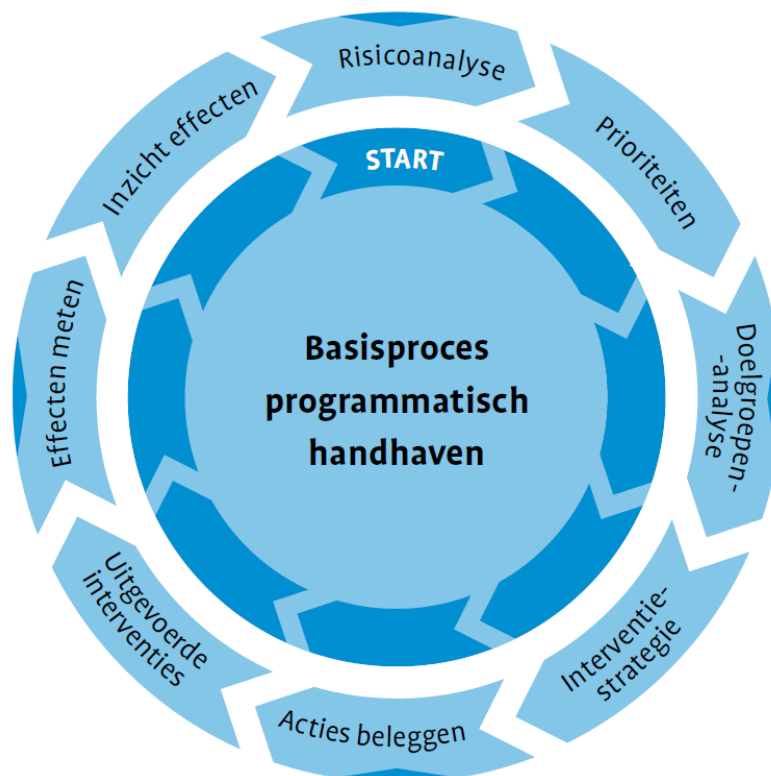 Risicoanalyse
Prioriteiten
Doelgroepen-
-analyse
Interventie-
strategie
Acties beleggen
Uitgevoerde
interventies
Effecten meten
Inzicht effecten
START
Basisproces
programmatisch
handhaven